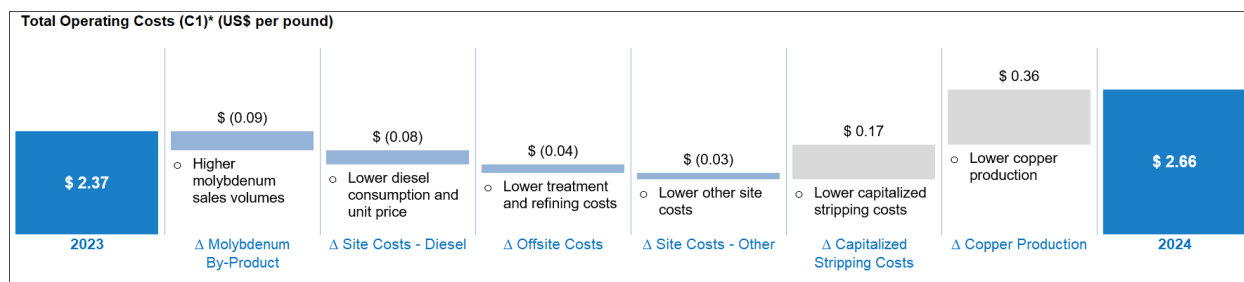 Total Operating Costs (C1)* (US$ per pound)
$ 2.37
2023
$ (0.09)
o Higher
molybdenum
sales volumes
Δ Molybdenum
By-Product
$ (0.08)
o Lower diesel
consumption and
unit price
Δ Site Costs - Diesel
$ (0.04)
o Lower treatment
and refining costs
Δ Offsite Costs
$ (0.03)
o Lower other site
costs
Δ Site Costs - Other
$ 0.17
o Lower capitalized
stripping costs
Δ Capitalized
Stripping Costs
$ 0.36
o Lower copper
production
Δ Copper Production
$ 2.66
2024